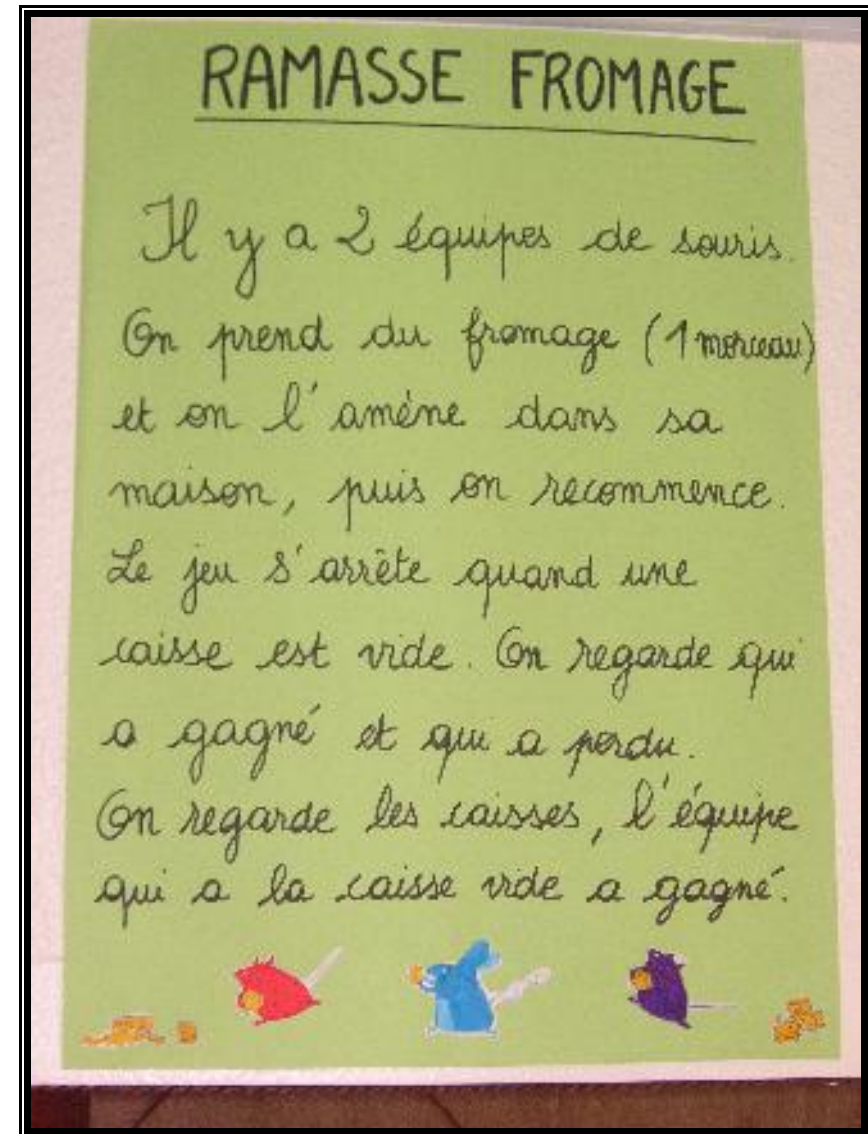 RAMASSE FROMAGE
Il y a 2 équipes de souris.
On prend du fromage (1 morceau)
et on l'amène dans sa
maison, puis on recommence.
Le jeu s'arrête quand une
caisse est vide. On regarde qui
a gagné et qui a perdu.
On regarde les caisses, l'équipe
qui a la caisse vide a gagné.